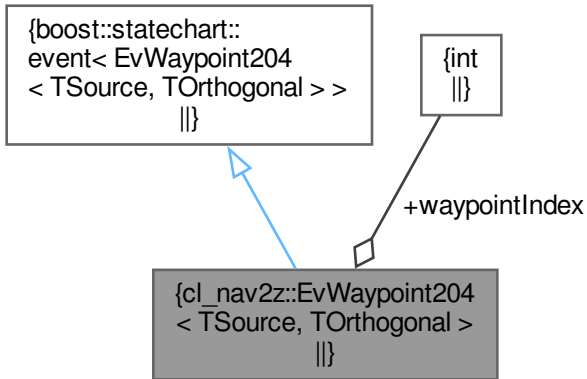 {boost::statechart::
event< EvWaypoint204
< TSource, TOrthogonal > >
||}
{int
||}
+waypointIndex
{cl_nav2z::EvWaypoint204
< TSource, TOrthogonal >
||}